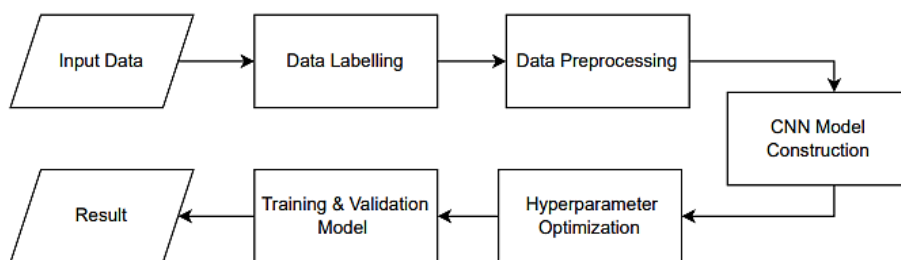 Input Data
Data Labelling
Data Preprocessing
CNN Model
Construction
Hyperparameter
Optimization
Training & Validation
Model
Result